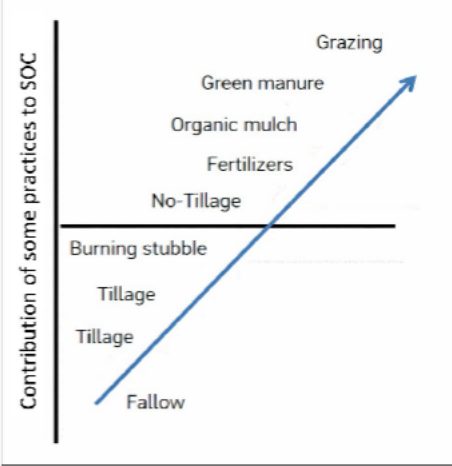 Contribution of some practices to SOC
Grazing
Green manure
Organic mulch
Fertilizers
No-Tillage
Burning stubble
Tillage
Tillage
Fallow